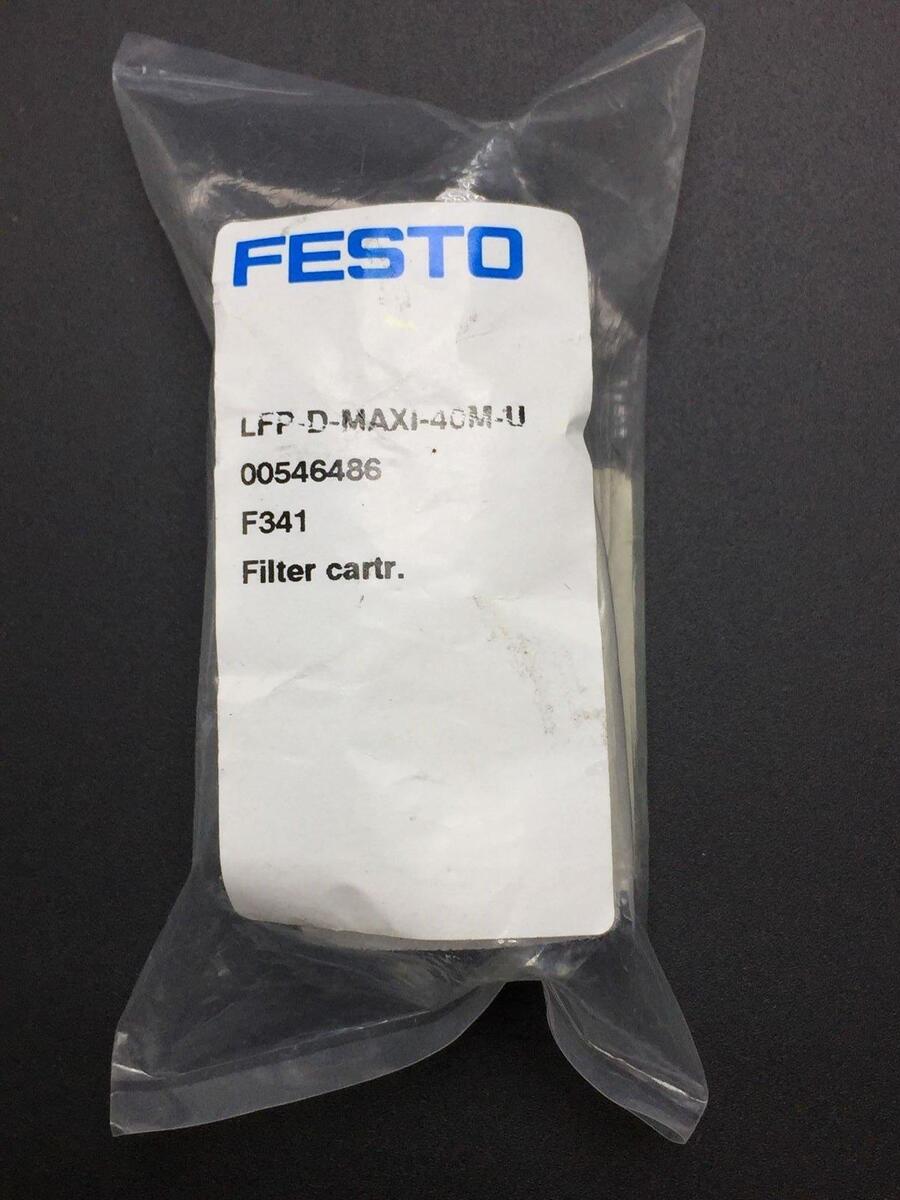 FESTO
LFP-D-MAXI-40M-U
00546486
F341
Filter cartr.